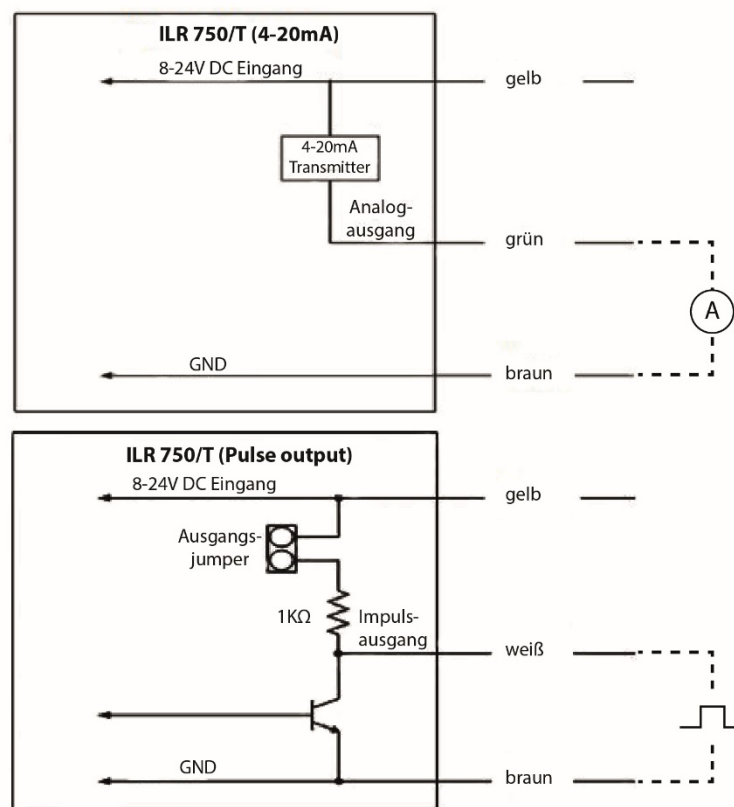 ILR 750/T (4-20mA)
8-24V DC Eingang
gelb
4-20mA
Transmitter
Analog-
ausgang
grün
A
GND
braun
ILR 750/T (Pulse output)
8-24V DC Eingang
gelb
Ausgangs-
jumper
1KΩ
Impuls-
ausgang
weiß
GND
braun